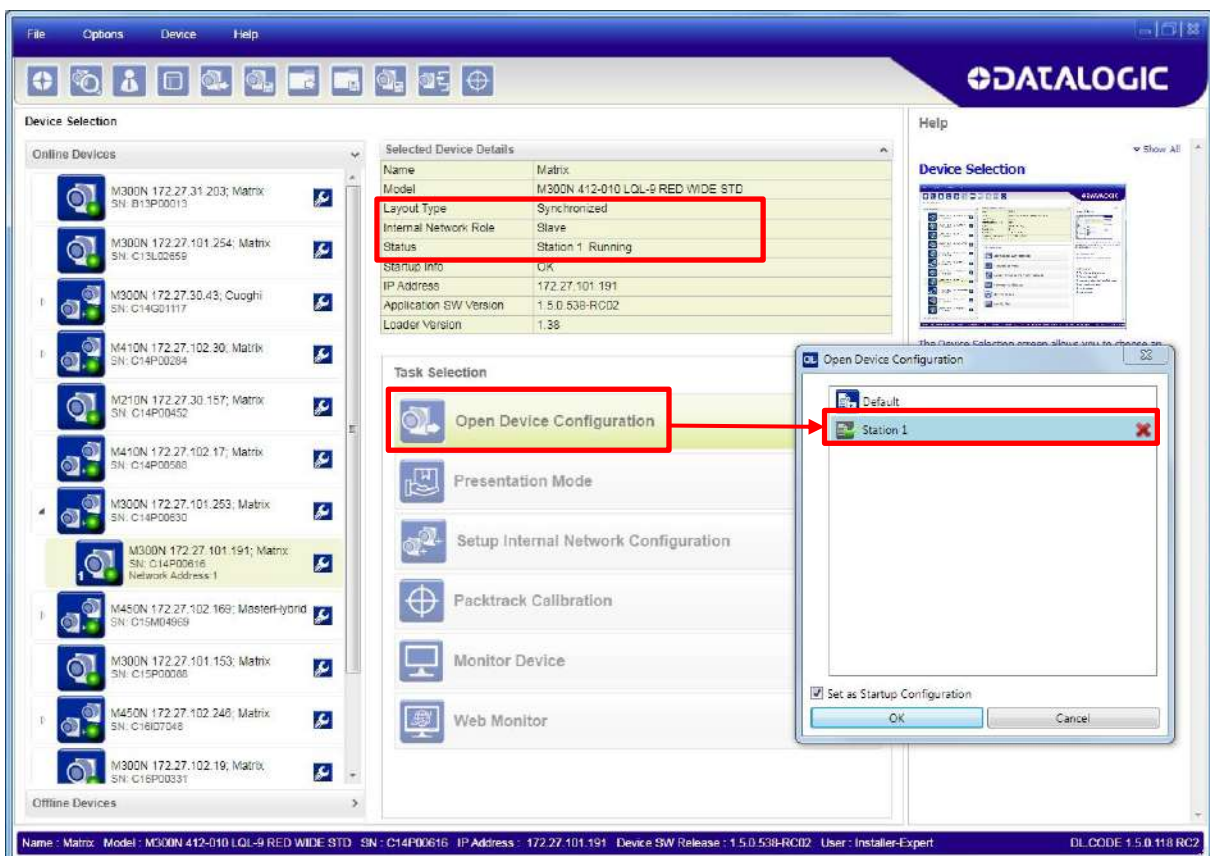 File Options Device Help
DATALOGIC
Device Selection
Online Devices
M300N 172.27.31.203; Matrix
SN: B13P00013
M300N 172.27.101.254; Matrix
SN: C13L02659
M300N 172.27.30.43; Cuoghi
SN: C14G01117
M410N 172.27.102.30; Matrix
SN: C14P00284
M210N 172.27.30.157; Matrix
SN: C14P00452
M410N 172.27.102.17; Matrix
SN: C14P00588
M300N 172.27.101.253; Matrix
SN: C14P00630
1
M300N 172.27.101.191; Matrix
SN: C14P00616
Network Address:1
M450N 172.27.102.169; MasterHybrid
SN: C15M04969
M300N 172.27.101.153; Matrix
SN: C15P00088
M450N 172.27.102.246; Matrix
SN: C16I07048
M300N 172.27.102.19; Matrix
SN: C16P00331
Offline Devices
Selected Device Details
Name Matrix
Model M300N 412-010 LQL-9 RED WIDE STD
Layout Type Synchronized
Internal Network Role Slave
Status Station 1 Running
Startup Info OK
IP Address 172.27.101.191
Application SW Version 1.5.0.538-RC02
Loader Version 1.38
Task Selection
Open Device Configuration
Presentation Mode
Setup Internal Network Configuration
Packtrack Calibration
Monitor Device
Web Monitor
Help
Show All
Device Selection
The Device Selection screen allows you to choose an
DL Open Device Configuration
Default
Station 1
Set as Startup Configuration
OK Cancel
Name : Matrix Model : M300N 412-010 LQL-9 RED WIDE STD SN : C14P00616 IP Address : 172.27.101.191 Device SW Release : 1.5.0.538-RC02 User : Installer-Expert DL.CODE 1.5.0.118 RC2